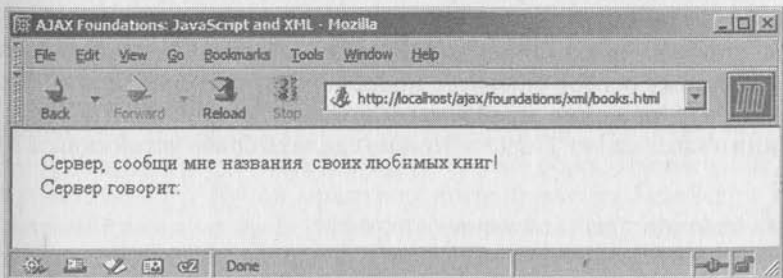 AJAX Foundations: JavaScript and XML - Mozilla
File Edit View Go Bookmarks Tools Window Help
Back Forward Reload Stop http://localhost/ajax/foundations/xml/books.html
Сервер, сообщи мне названия своих любимых книг!
Сервер говорит:
Done